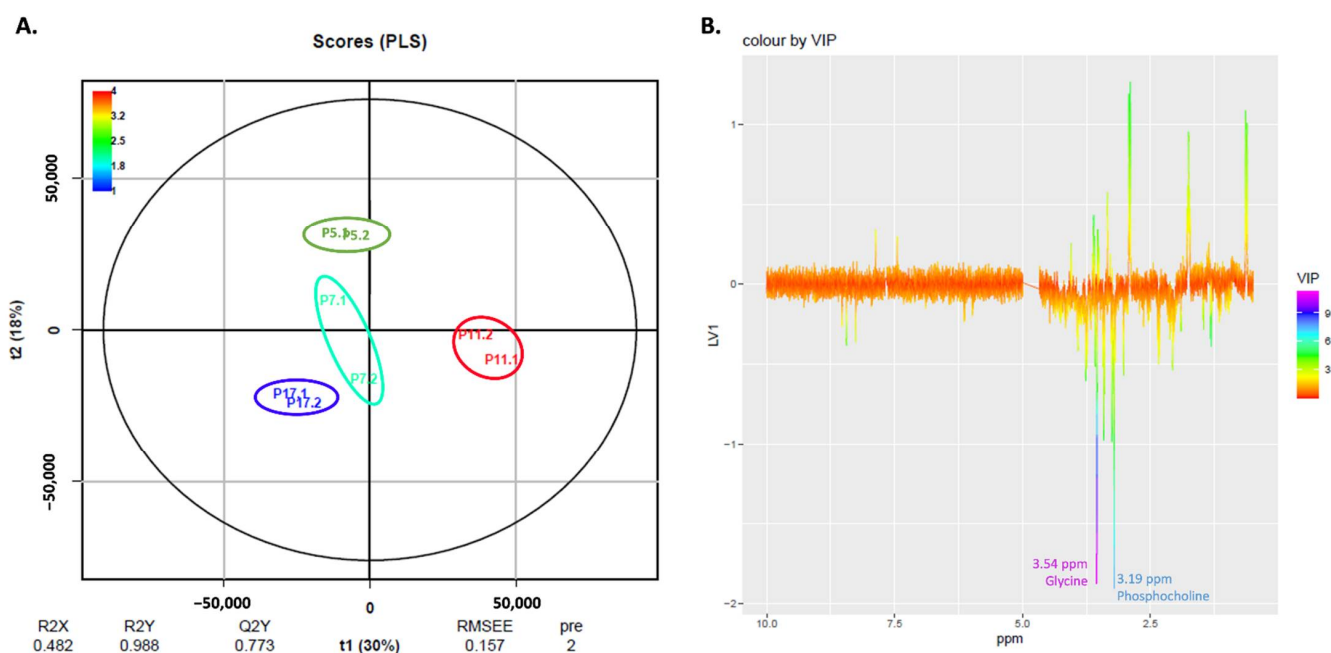 A.
Scores (PLS)
4
3.2
2.5
1.8
1
50,000
0
−50,000
t2 (18%)
P5.1
P5.2
P7.1
P7.2
P11.2
P11.1
P17.1
P17.2
−50,000
0
50,000
R2X R2Y Q2Y t1 (30%) RMSEE pre
0.482 0.988 0.773 0.157 2
B.
colour by VIP
1
0
−1
−2
LV1
3.54 ppm
Glycine
3.19 ppm
Phosphocholine
10.0 7.5 5.0 2.5
ppm
VIP
9
6
3